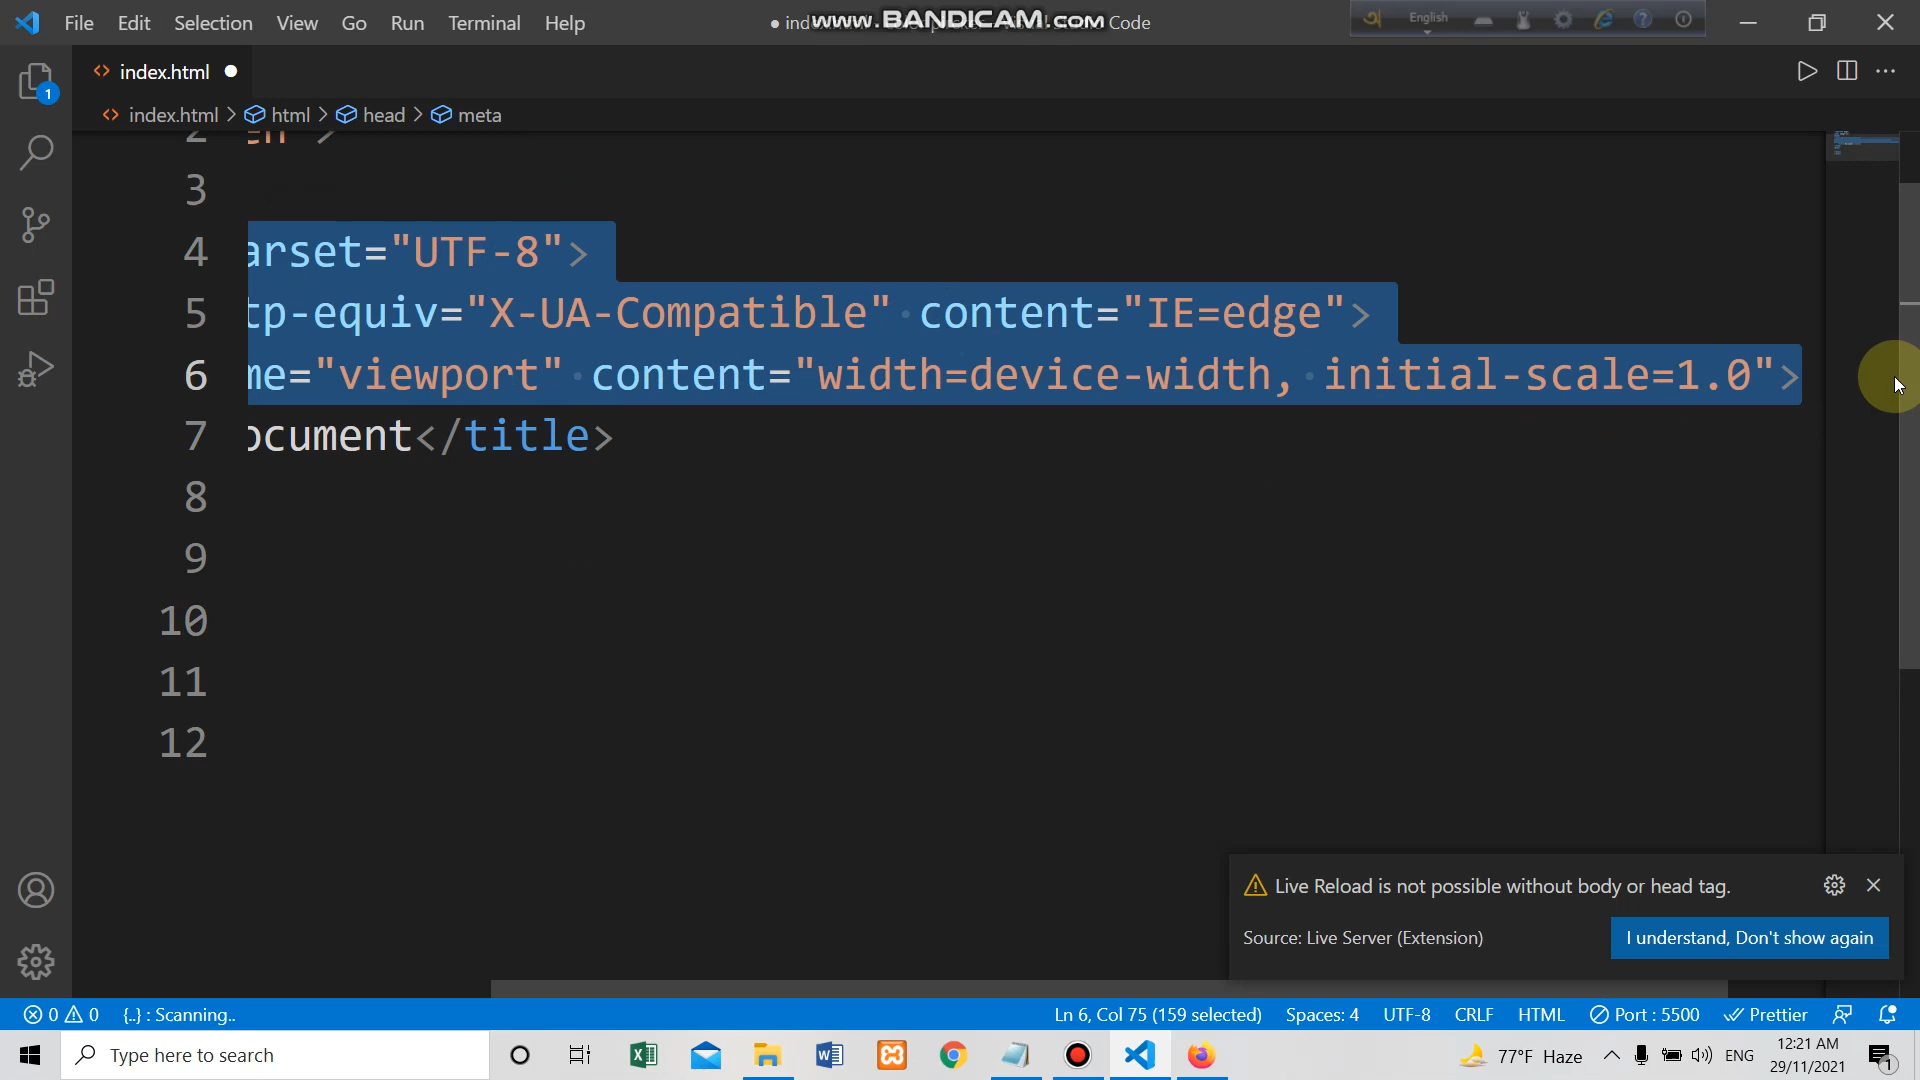 File Edit Selection View Go Run Terminal Help
www.BANDICAM.com
Code
English
index.html
index.html > html > head > meta
2 en">
3
4 arset="UTF-8">
5 tp-equiv="X-UA-Compatible" content="IE=edge">
6 me="viewport" content="width=device-width, initial-scale=1.0">
7 ocument</title>
8
9
10
11
12
1
Live Reload is not possible without body or head tag.
Source: Live Server (Extension)
I understand, Don't show again
0 0 {..} : Scanning..
Ln 6, Col 75 (159 selected) Spaces: 4 UTF-8 CRLF HTML Port : 5500 Prettier
Type here to search
77°F Haze
ENG
12:21 AM
29/11/2021
1